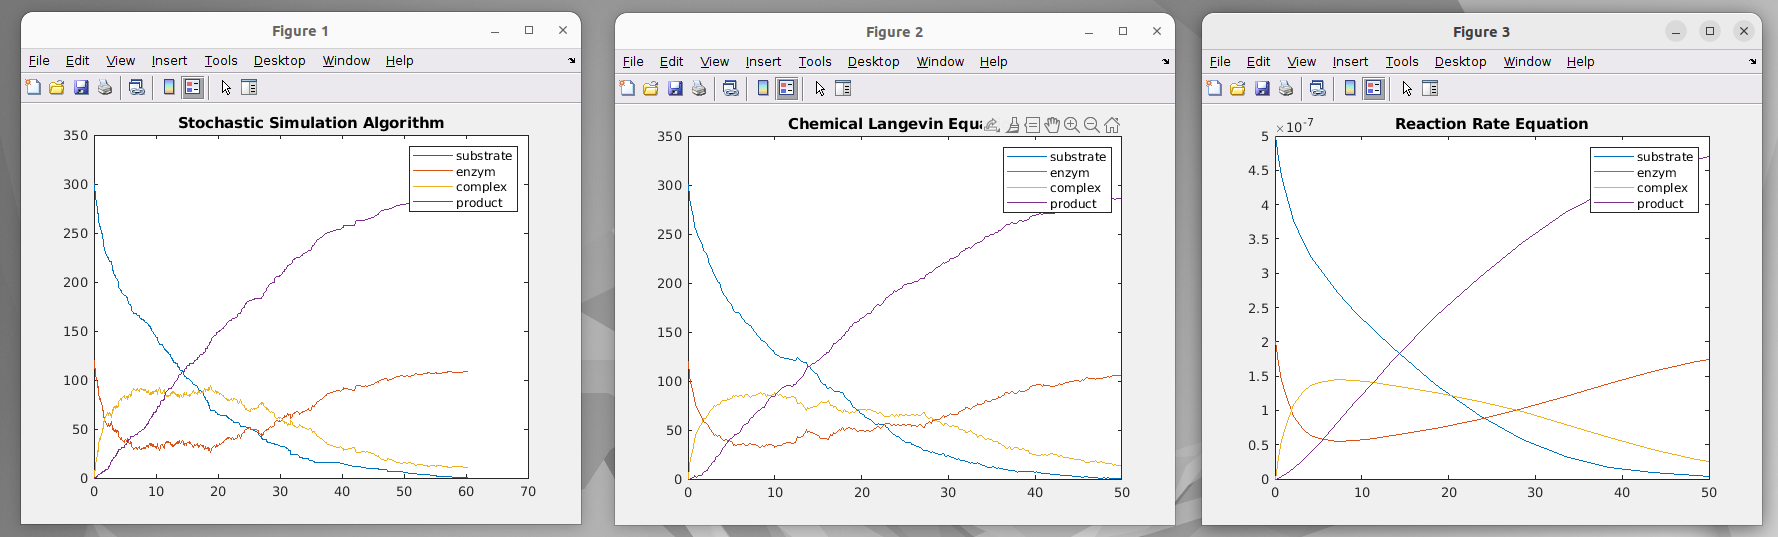 Figure 1
File Edit View Insert Tools Desktop Window Help
Stochastic Simulation Algorithm
350
300
250
200
150
100
50
0
0 10 20 30 40 50 60 70
substrate
enzym
complex
product
Figure 2
File Edit View Insert Tools Desktop Window Help
Chemical Langevin Equa
350
300
250
200
150
100
50
0
0 10 20 30 40 50
substrate
enzym
complex
product
Figure 3
File Edit View Insert Tools Desktop Window Help
×10⁻⁷
Reaction Rate Equation
5
4.5
4
3.5
3
2.5
2
1.5
1
0.5
0
0 10 20 30 40 50
substrate
enzym
complex
product